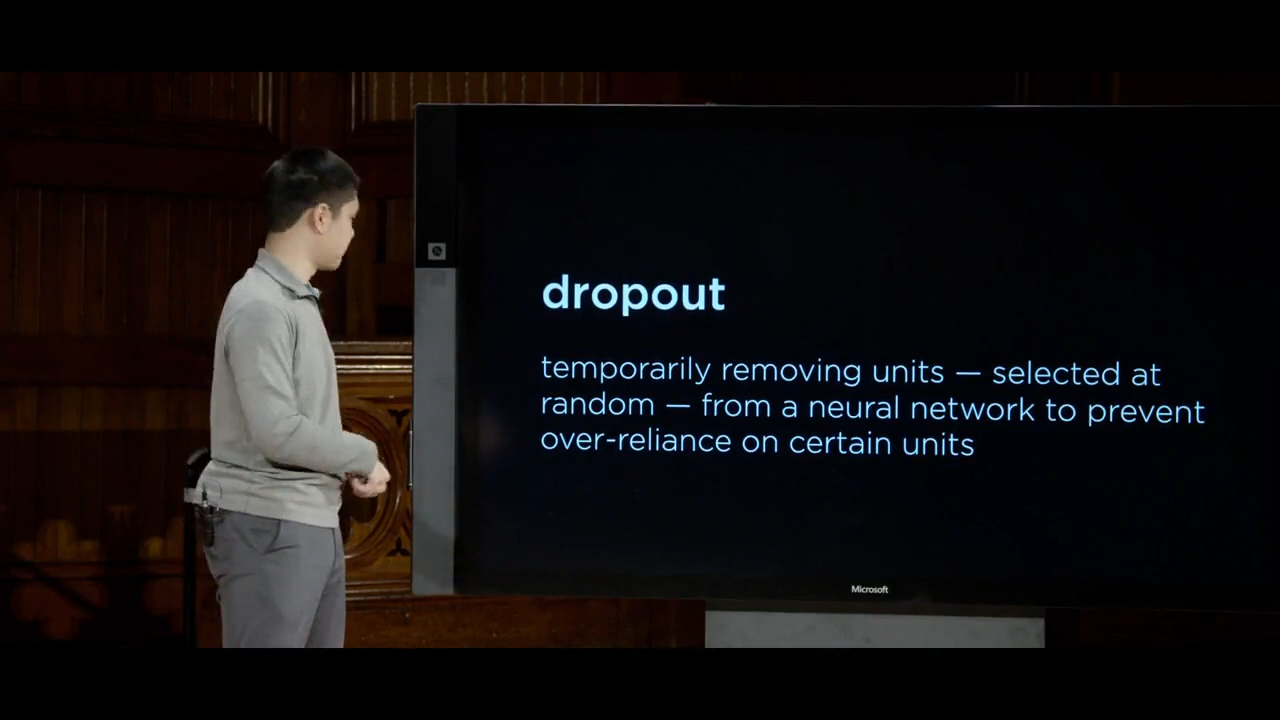 dropout
temporarily removing units — selected at
random — from a neural network to prevent
over-reliance on certain units
Microsoft